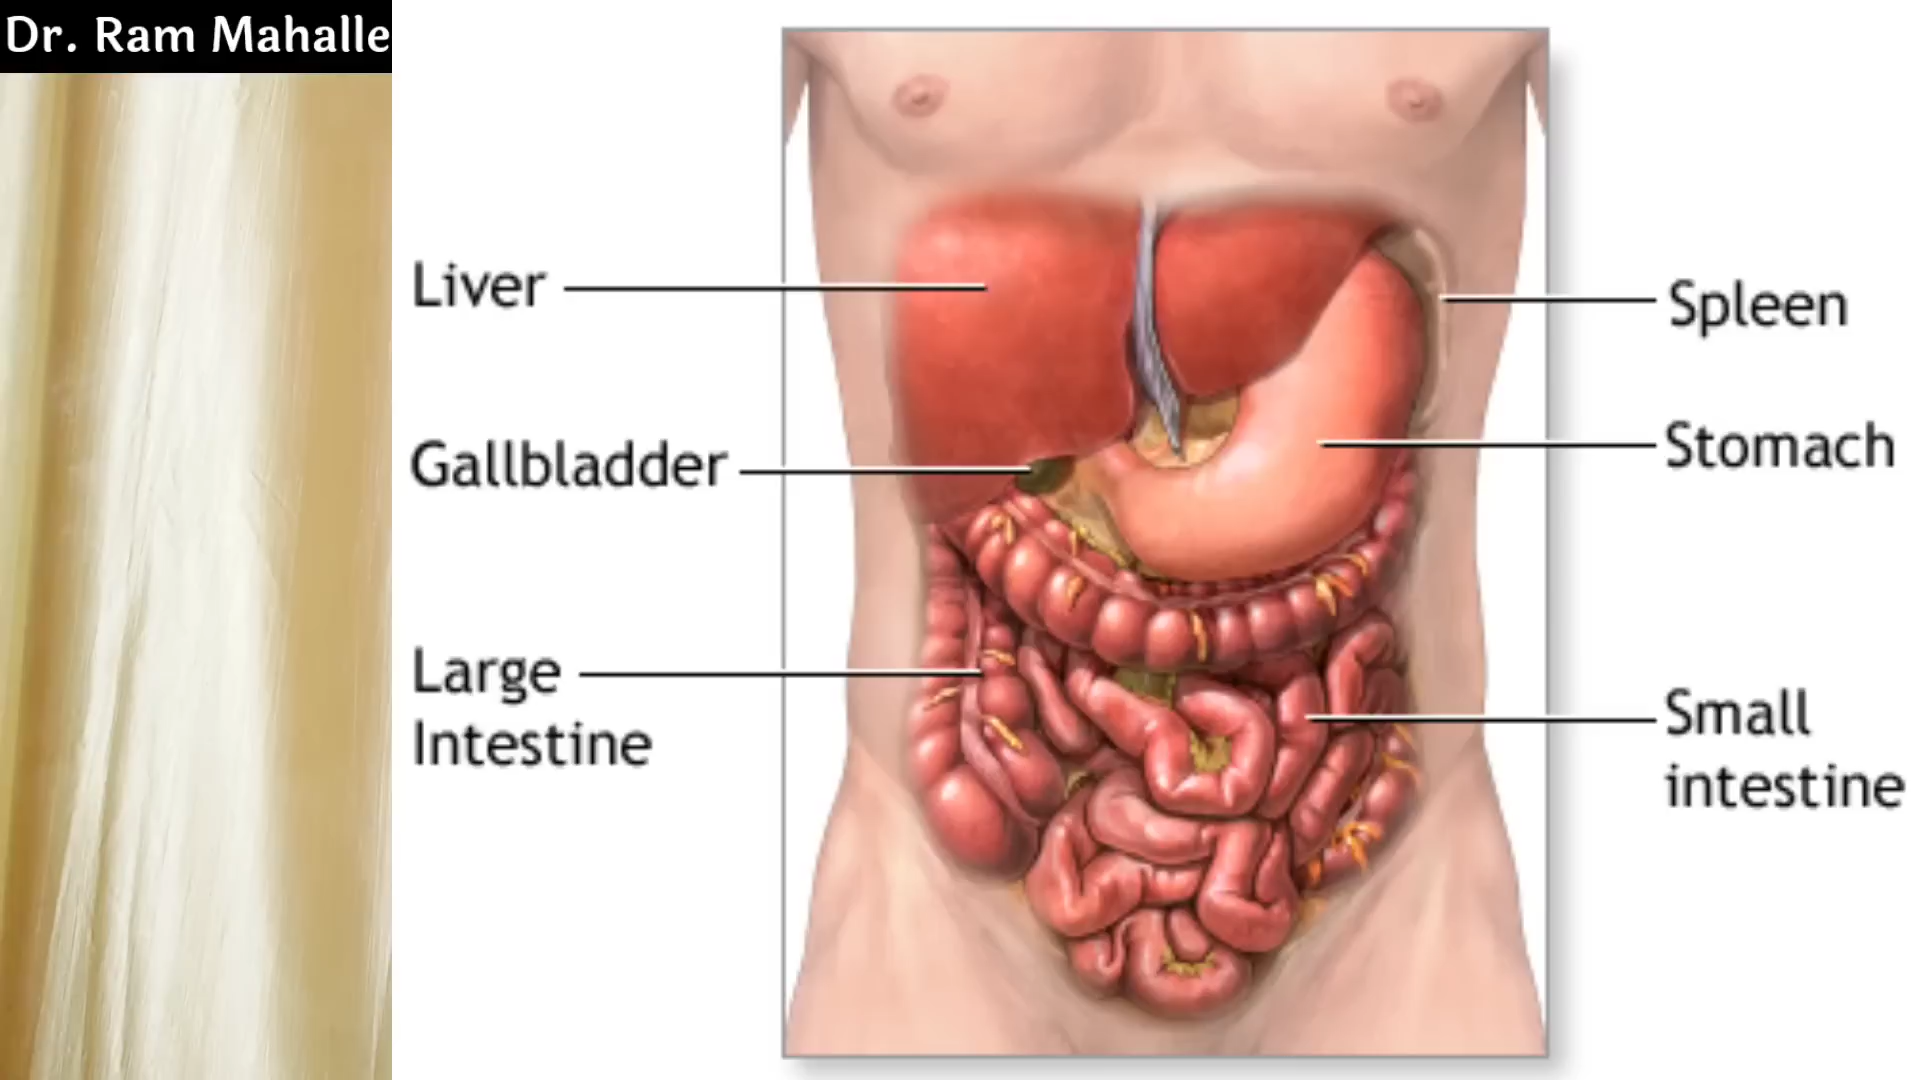 Dr. Ram Mahalle
Liver
Gallbladder
Large
Intestine
Spleen
Stomach
Small
intestine